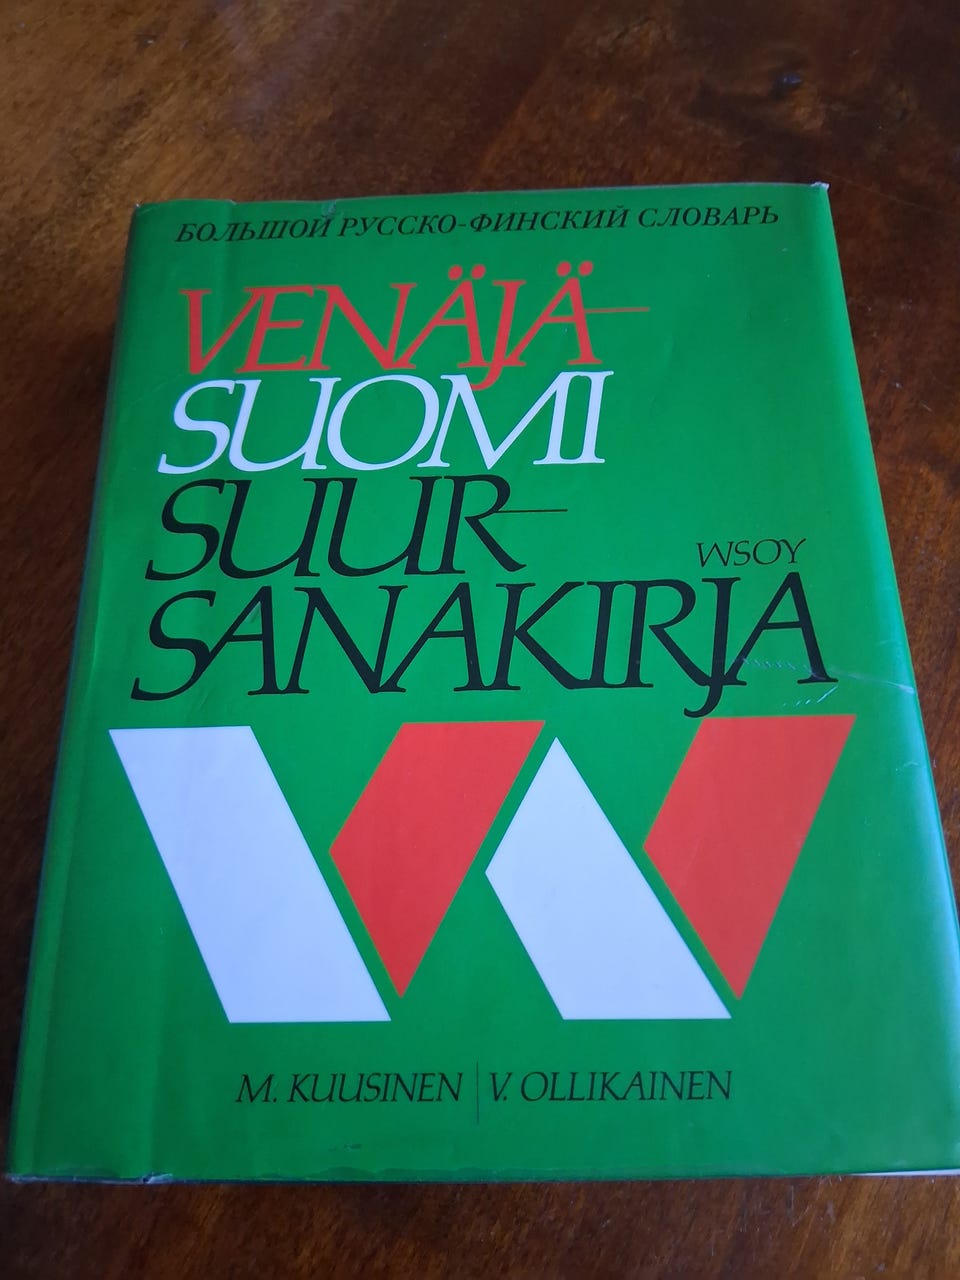 БОЛЬШОЙ РУССКО-ФИНСКИЙ СЛОВАРЬ
VENÄJÄ-
SUOMI
SUUR-
WSOY
SANAKIRJA
M. KUUSINEN | V. OLLIKAINEN